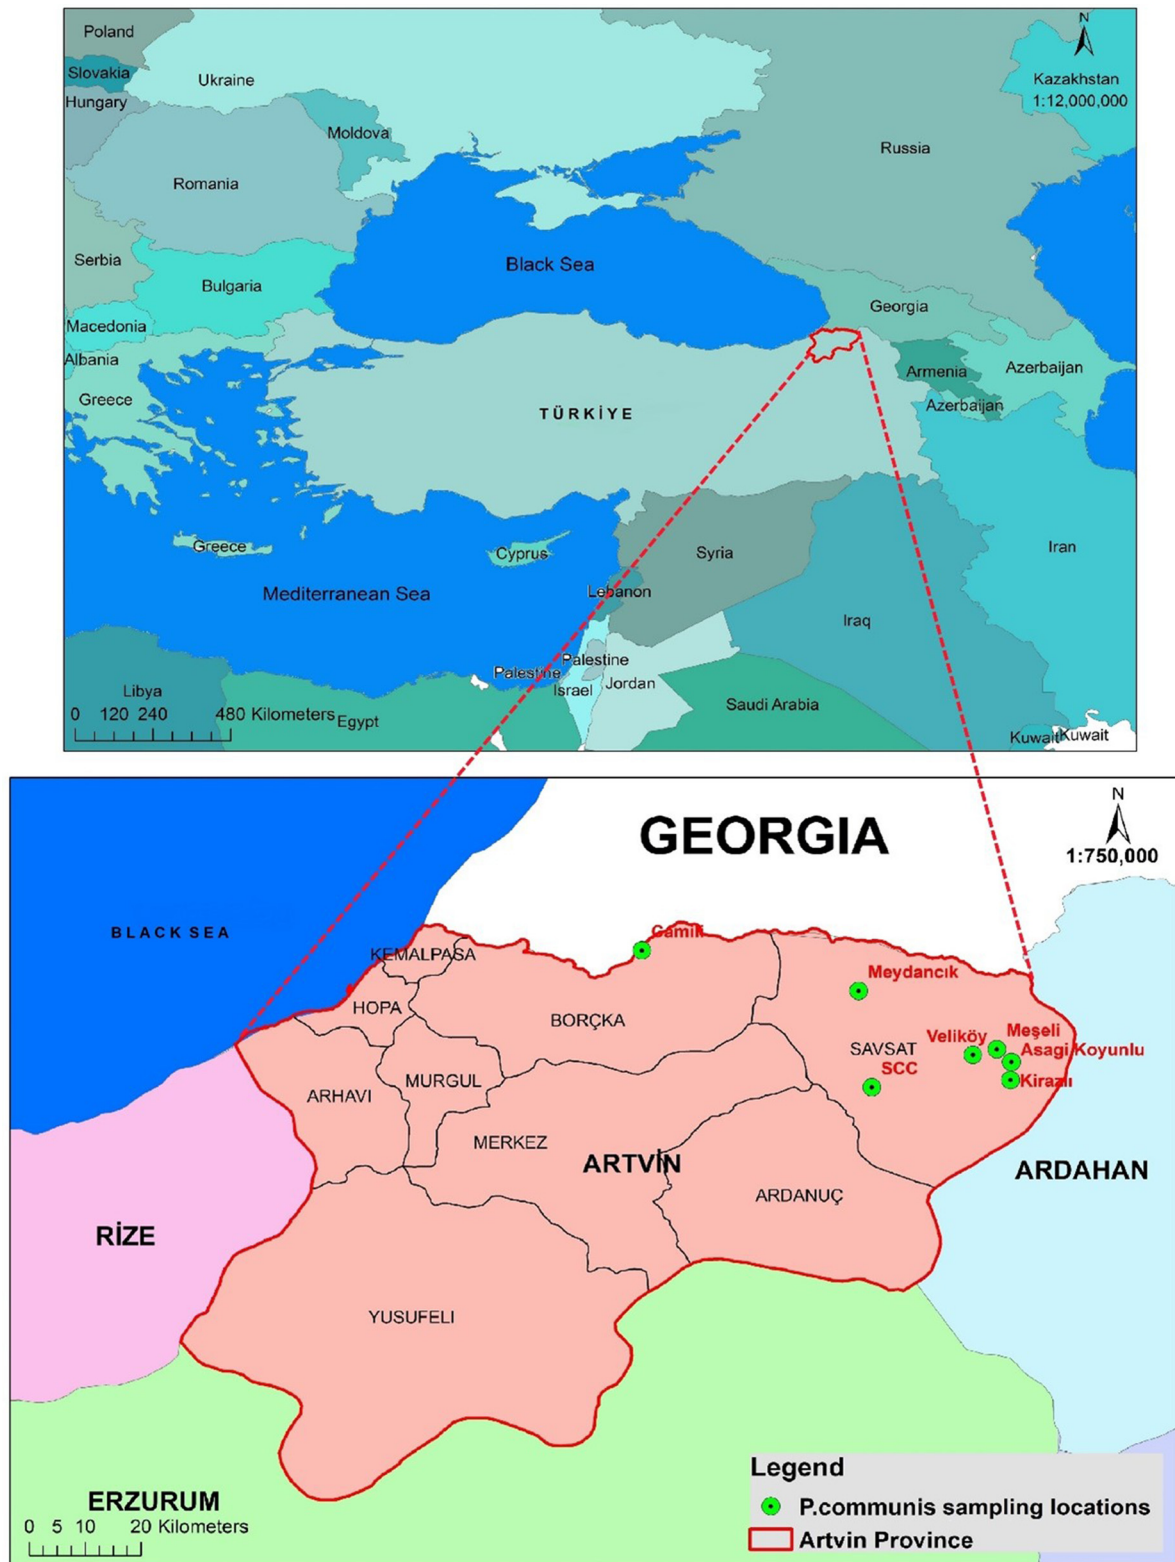 Poland
N
Slovakia
Ukraine
Kazakhstan
Hungary
1:12,000,000
Moldova
Russia
Romania
Serbia
Black Sea
Bulgaria
Georgia
Macedonia
Albania
Armenia
Azerbaijan
Greece
Azerbaijan
TÜRKİYE
Greece
Cyprus
Syria
Iran
Mediterranean Sea
Lebanon
Iraq
Palestine
Palestine
Libya
Israel
Jordan
Saudi Arabia
0 120 240 480 Kilometers
Egypt
Kuwait
Kuwait
N
GEORGIA
1:750,000
BLACK SEA
Camili
KEMALPASA
Meydancık
HOPA
BORÇKA
Veliköy
Meşeli
SAVSAT
Asagi Koyunlu
SCC
Kirazlı
MURGUL
ARHAVI
MERKEZ
ARTVİN
ARDAHAN
ARDANUÇ
RİZE
YUSUFELI
Legend
ERZURUM
P.communis sampling locations
0 5 10 20 Kilometers
Artvin Province